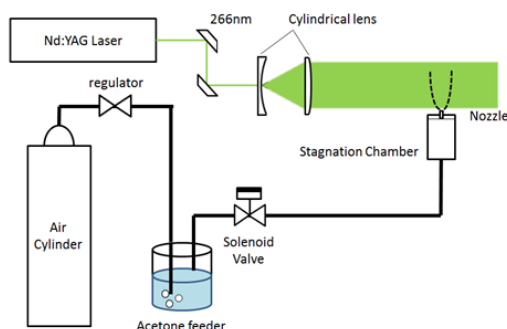 266nm
Cylindrical lens
Nd:YAG Laser
regulator
Nozzle
Stagnation Chamber
Air
Cylinder
Solenoid
Valve
Acetone feeder